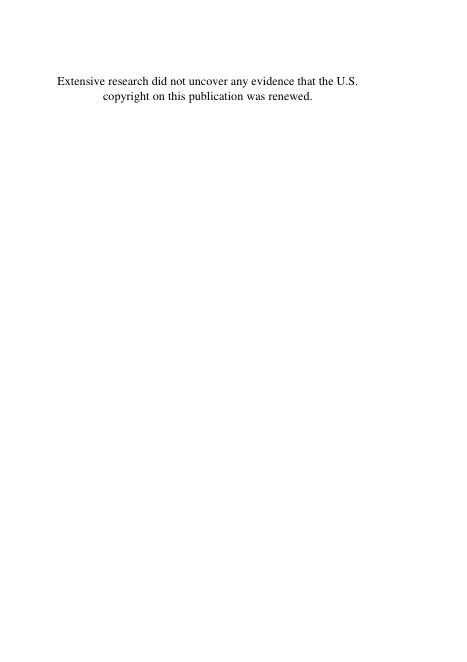 Extensive research did not uncover any evidence that the U.S.
copyright on this publication was renewed.